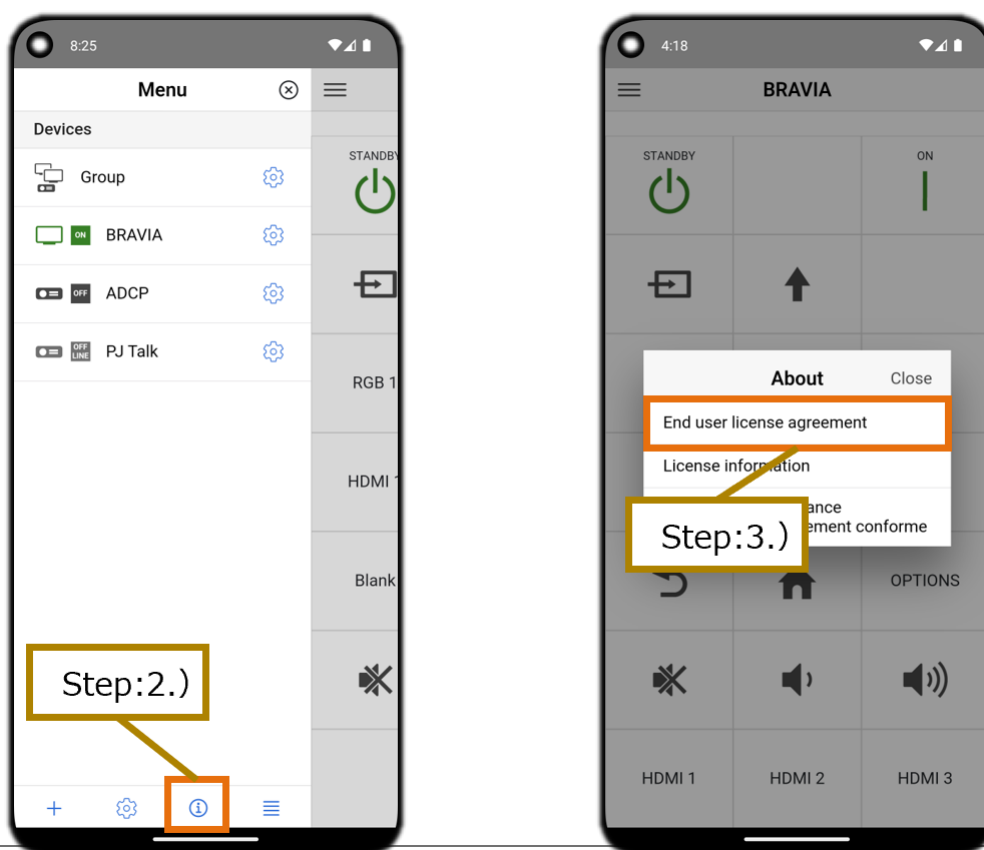 8:25
Menu
Devices
Group
ON
BRAVIA
OFF
ADCP
OFF
LINE
PJ Talk
STANDBY
RGB 1
HDMI
Blank
Step:2.)
4:18
BRAVIA
STANDBY
ON
About
Close
End user license agreement
License information
ance
ement conforme
Step:3.)
OPTIONS
HDMI 1
HDMI 2
HDMI 3